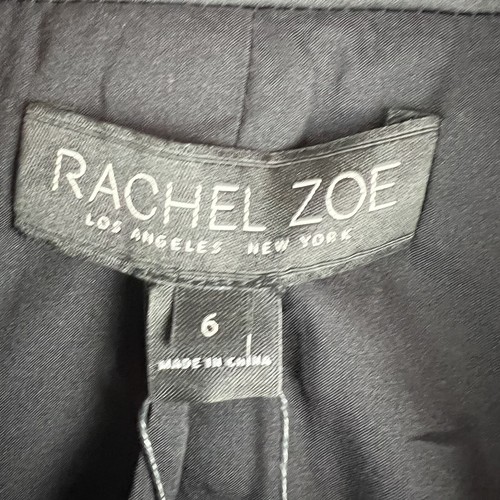 RACHEL ZOE
LOS ANGELES NEW YORK
6
MADE IN CHINA